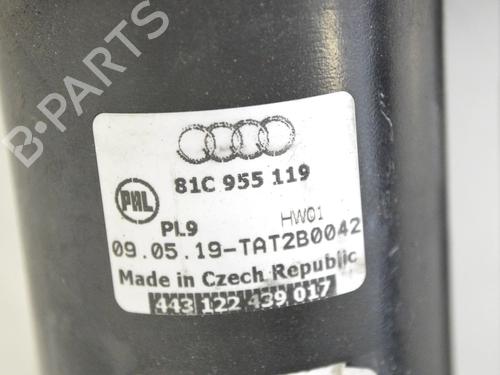 B-PARTS
81C 955 119
PAL
PL9
HW01
09.05.19-TAT2B0042
Made in Czech Republic
443 122 439 017